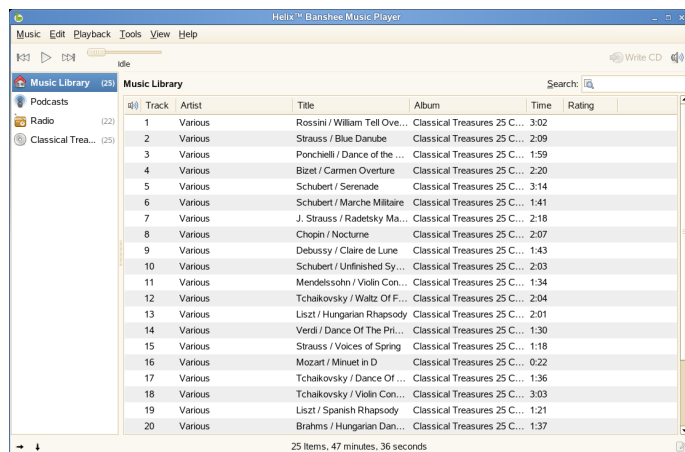 Helix™ Banshee Music Player
Music Edit Playback Tools View Help
Idle
Write CD
Music Library (25)
Podcasts
Radio (22)
Classical Trea... (25)
Music Library
Search:
Track Artist Title Album Time Rating
1 Various Rossini / William Tell Ove... Classical Treasures 25 C... 3:02
2 Various Strauss / Blue Danube Classical Treasures 25 C... 2:09
3 Various Ponchielli / Dance of the ... Classical Treasures 25 C... 1:59
4 Various Bizet / Carmen Overture Classical Treasures 25 C... 2:20
5 Various Schubert / Serenade Classical Treasures 25 C... 3:14
6 Various Schubert / Marche Militaire Classical Treasures 25 C... 1:41
7 Various J. Strauss / Radetsky Ma... Classical Treasures 25 C... 2:18
8 Various Chopin / Nocturne Classical Treasures 25 C... 2:07
9 Various Debussy / Claire de Lune Classical Treasures 25 C... 1:43
10 Various Schubert / Unfinished Sy... Classical Treasures 25 C... 2:03
11 Various Mendelssohn / Violin Con... Classical Treasures 25 C... 1:34
12 Various Tchaikovsky / Waltz Of F... Classical Treasures 25 C... 2:04
13 Various Liszt / Hungarian Rhapsody Classical Treasures 25 C... 2:01
14 Various Verdi / Dance Of The Pri... Classical Treasures 25 C... 1:30
15 Various Strauss / Voices of Spring Classical Treasures 25 C... 1:18
16 Various Mozart / Minuet in D Classical Treasures 25 C... 0:22
17 Various Tchaikovsky / Dance Of ... Classical Treasures 25 C... 1:36
18 Various Tchaikovsky / Violin Con... Classical Treasures 25 C... 3:03
19 Various Liszt / Spanish Rhapsody Classical Treasures 25 C... 1:21
20 Various Brahms / Hungarian Dan... Classical Treasures 25 C... 1:37
25 Items, 47 minutes, 36 seconds